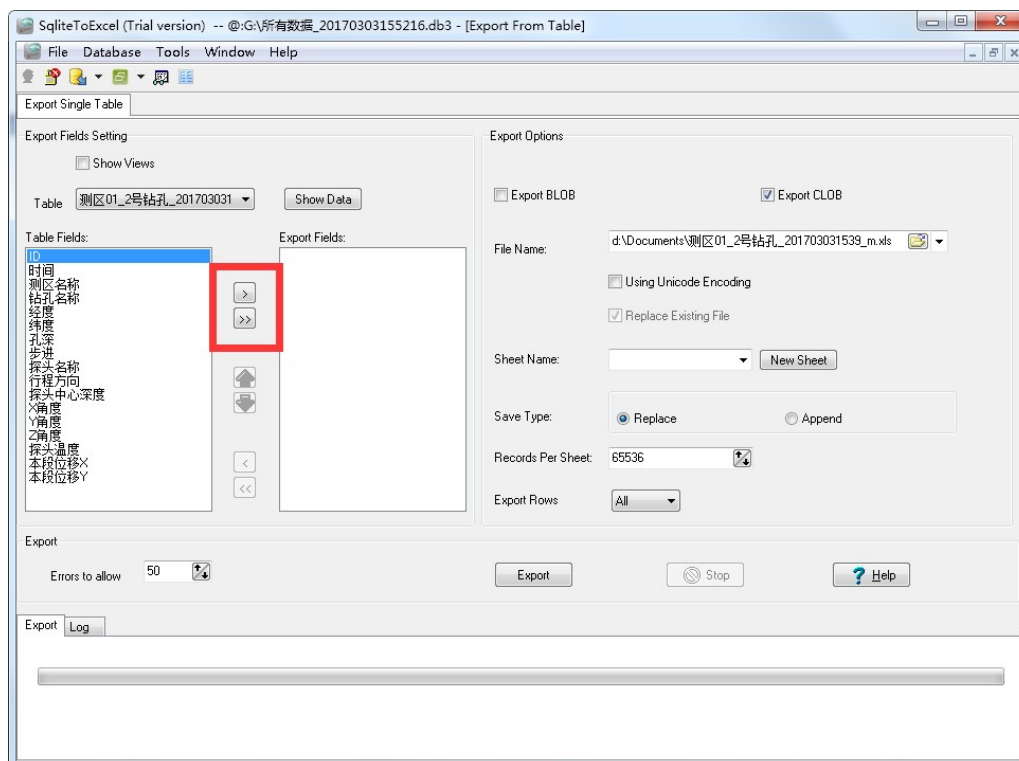 SqliteToExcel (Trial version) -- @:G:\所有数据_20170303155216.db3 - [Export From Table]
File Database Tools Window Help
Export Single Table
Export Fields Setting
Show Views
Table 测区01_2号钻孔_201703031 Show Data
Table Fields:
Export Fields:
ID
时间
测区名称
钻孔名称
经度
纬度
孔深
步进
探头名称
行程方向
探头中心深度
X角度
Y角度
Z角度
探头温度
本段位移X
本段位移Y
>
>>
<
<<
Export Options
Export BLOB
Export CLOB
File Name: d:\Documents\测区01_2号钻孔_201703031539_m.xls
Using Unicode Encoding
Replace Existing File
Sheet Name: New Sheet
Save Type: Replace Append
Records Per Sheet: 65536
Export Rows All
Export
Errors to allow 50
Export Stop ? Help
Export Log